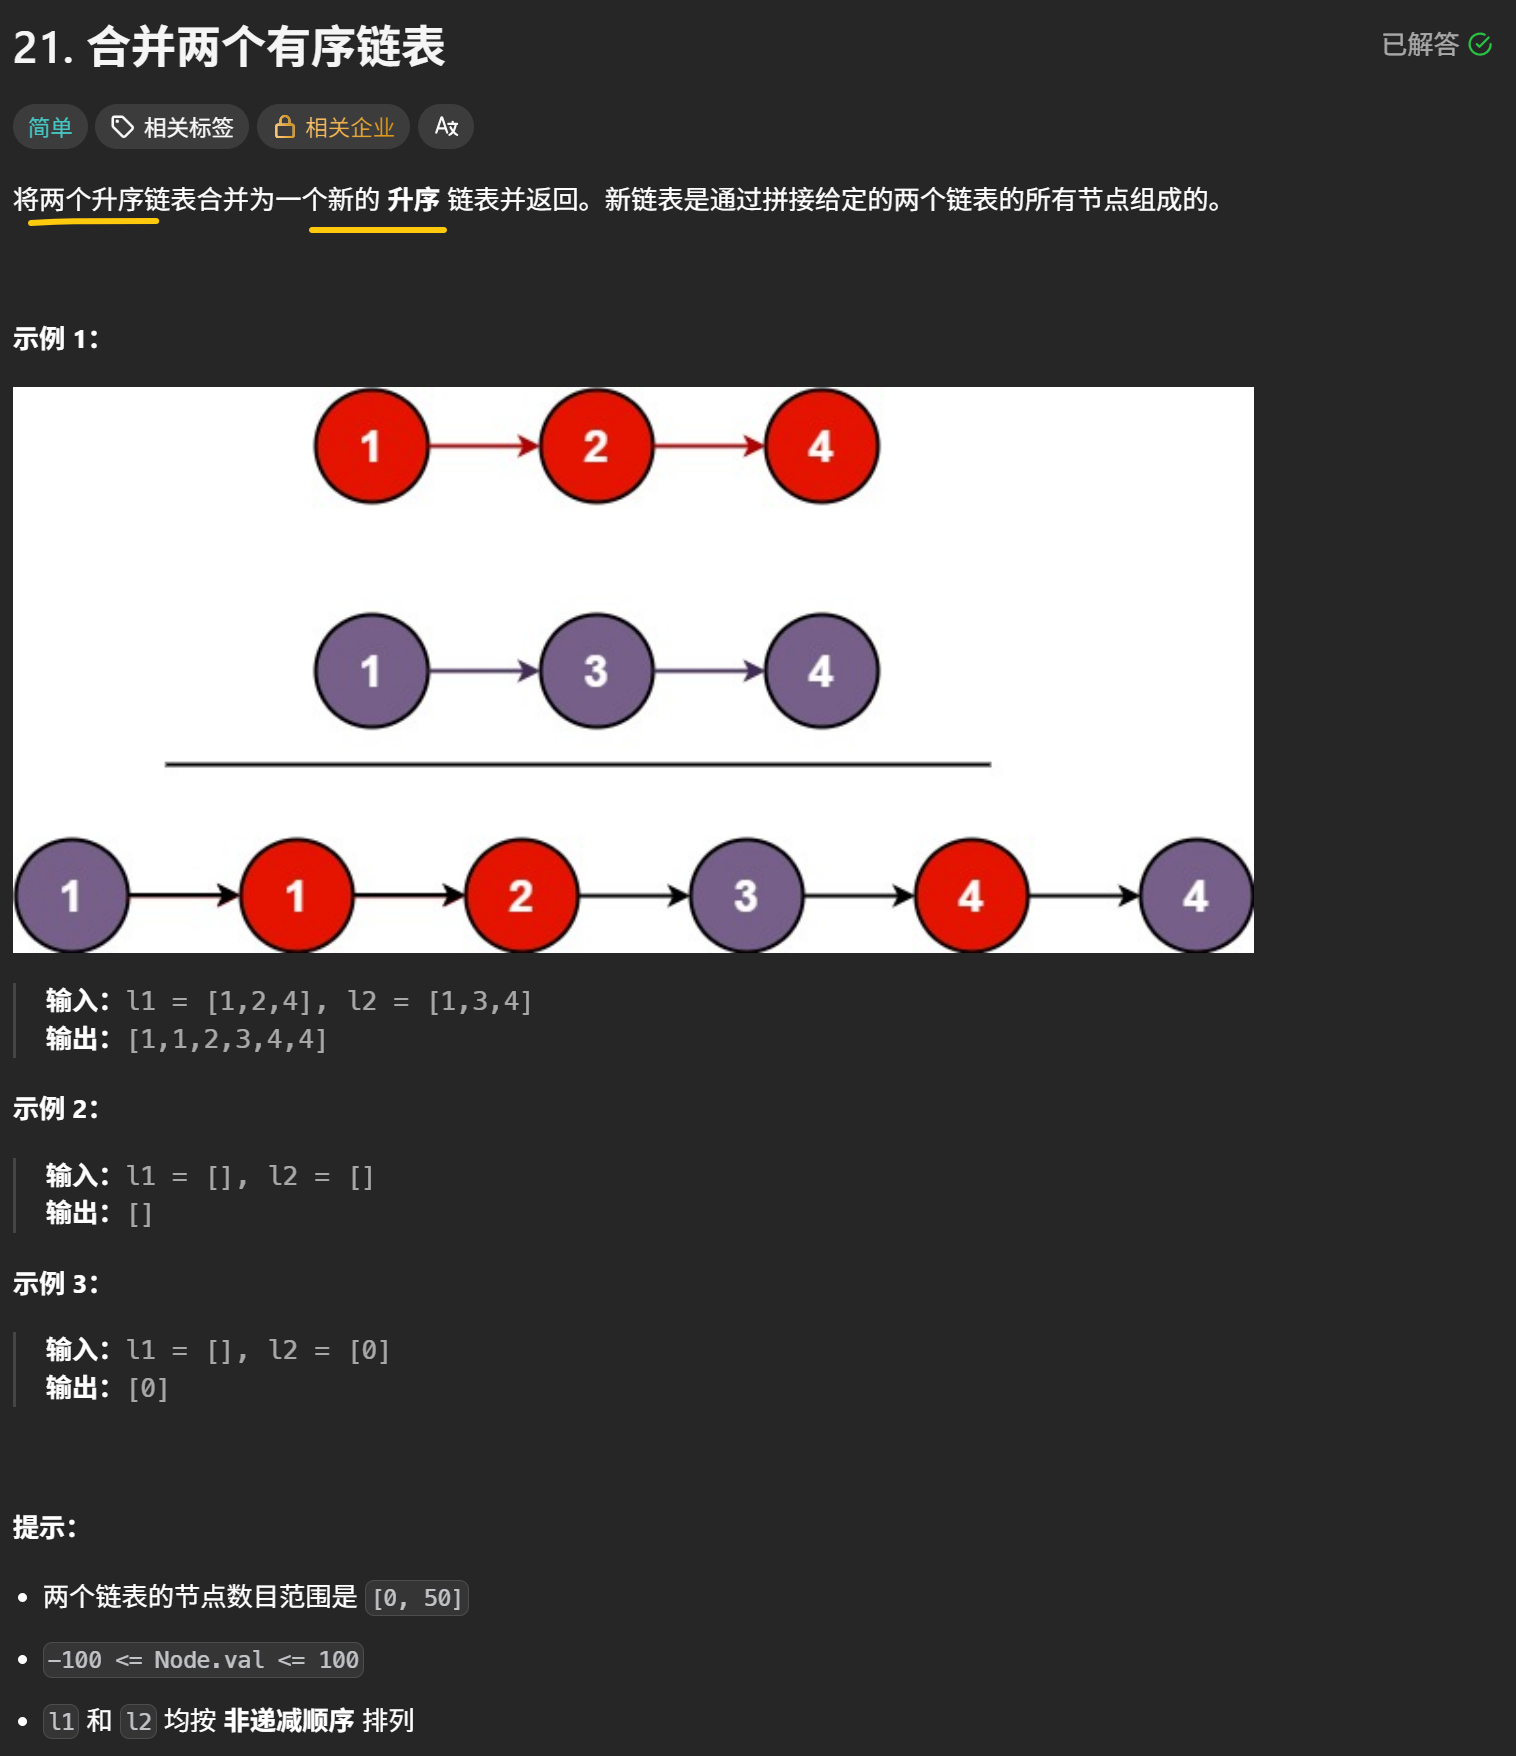 21. 合并两个有序链表
已解答
简单 相关标签 相关企业
将两个升序链表合并为一个新的 升序 链表并返回。新链表是通过拼接给定的两个链表的所有节点组成的。
示例 1：
1 2 4
1 3 4
1 1 2 3 4 4
输入：l1 = [1,2,4], l2 = [1,3,4]
输出：[1,1,2,3,4,4]
示例 2：
输入：l1 = [], l2 = []
输出：[]
示例 3：
输入：l1 = [], l2 = [0]
输出：[0]
提示：
• 两个链表的节点数目范围是 [0, 50]
• -100 <= Node.val <= 100
• l1 和 l2 均按 非递减顺序 排列